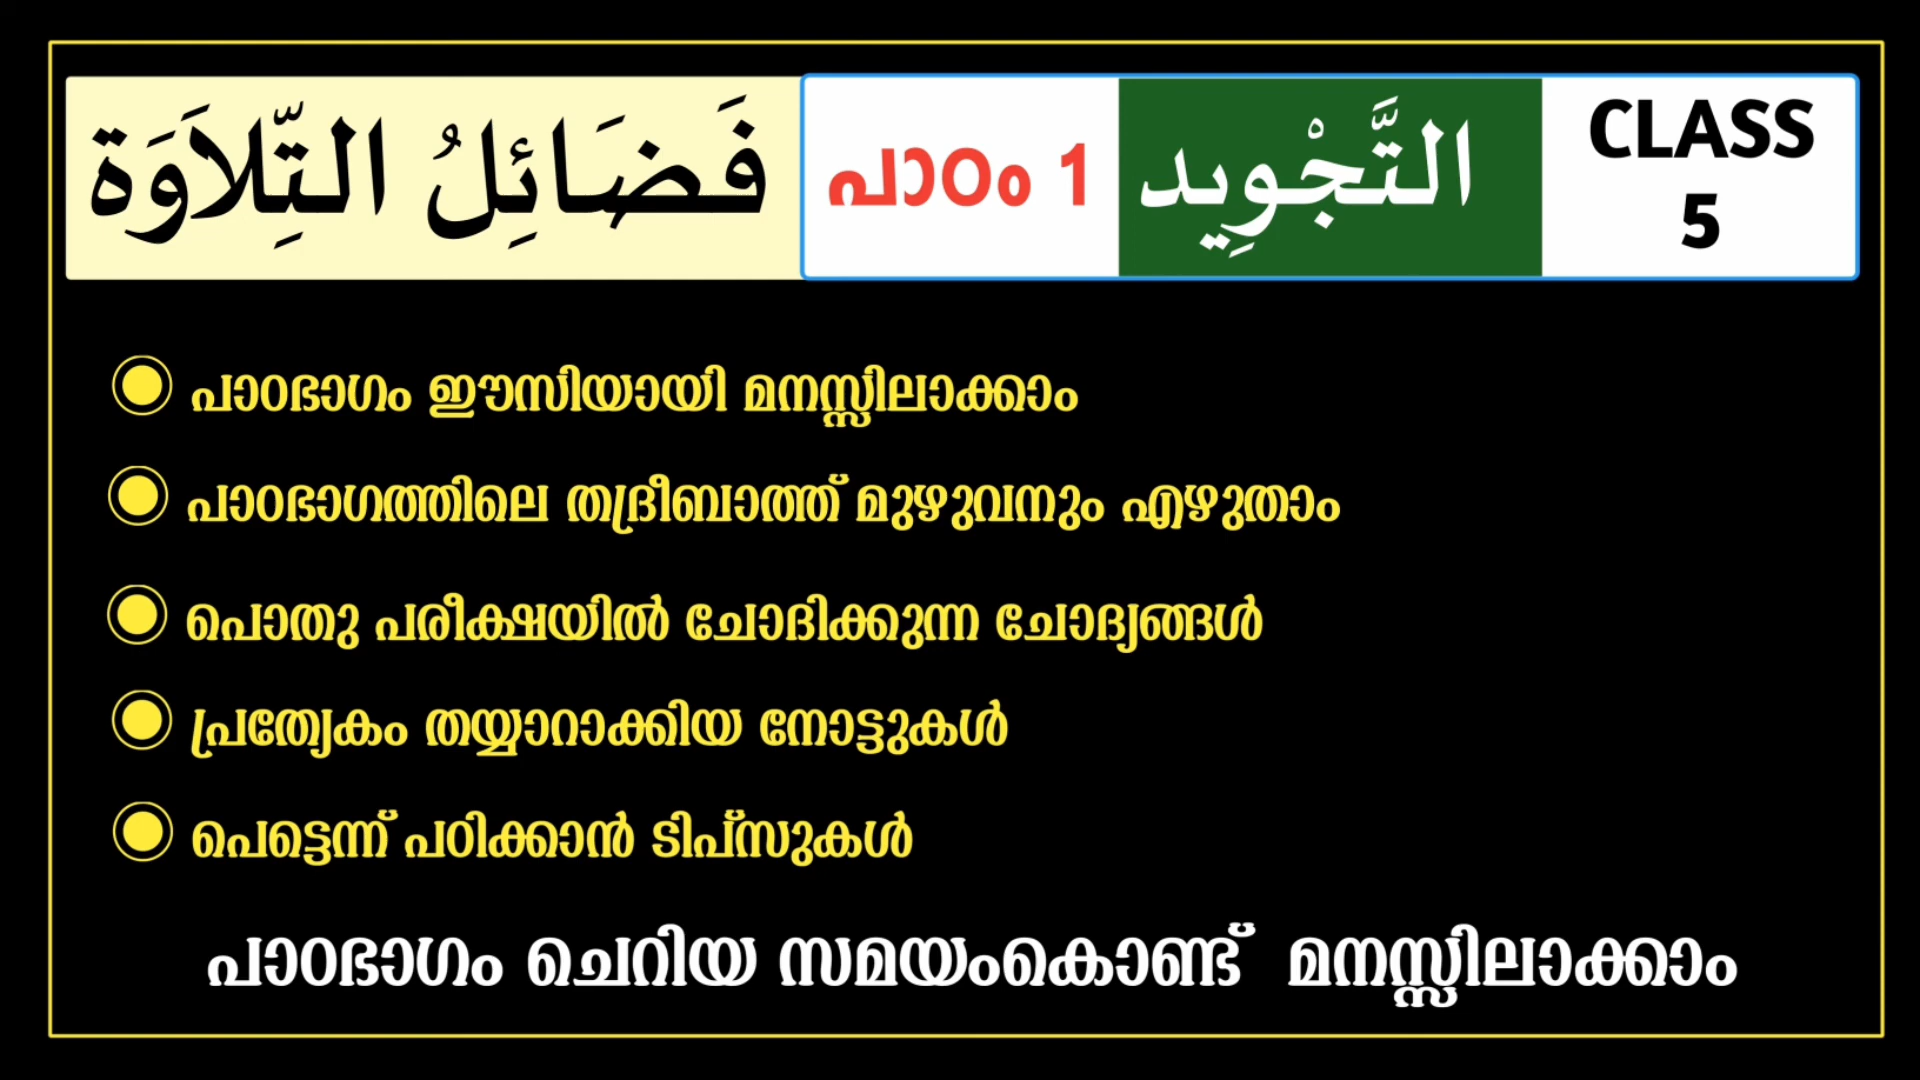 فَضَائِلُ التِّلاَوَة
പാഠം 1
التَّجْوِيد
CLASS
5
പാഠഭാഗം ഈസിയായി മനസ്സിലാക്കാം
പാഠഭാഗത്തിലെ തദ്രീബാത്ത് മുഴുവനും എഴുതാം
പൊതു പരീക്ഷയിൽ ചോദിക്കുന്ന ചോദ്യങ്ങൾ
പ്രത്യേകം തയ്യാറാക്കിയ നോട്ടുകൾ
പെട്ടെന്ന് പഠിക്കാൻ ടിപ്സുകൾ
പാഠഭാഗം ചെറിയ സമയംകൊണ്ട് മനസ്സിലാക്കാം